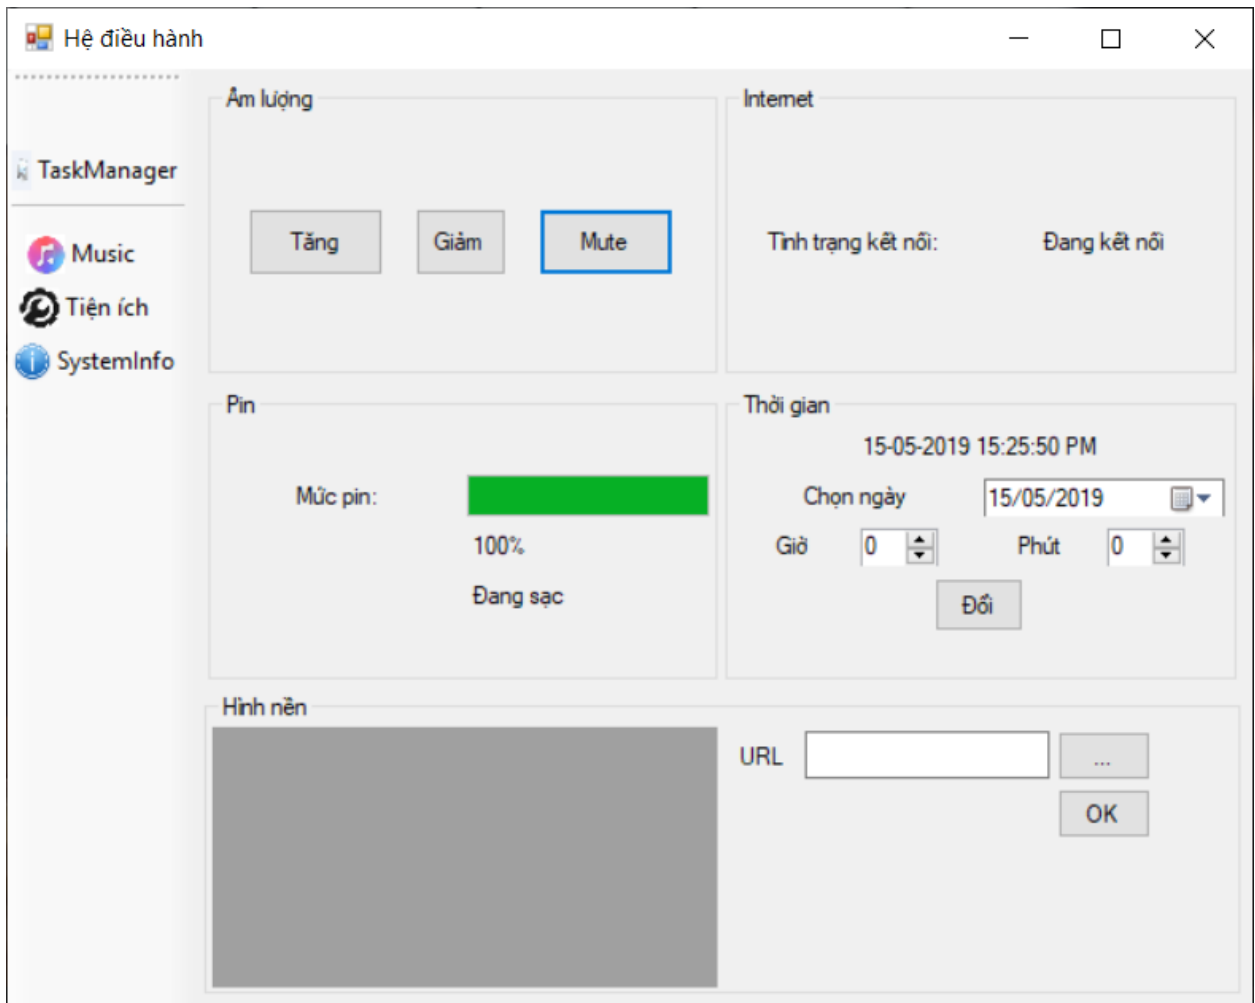 Hệ điều hành
TaskManager
Music
Tiện ích
SystemInfo
Âm lượng
Tăng
Giảm
Mute
Internet
Tình trạng kết nối:
Đang kết nối
Pin
Mức pin:
100%
Đang sạc
Thời gian
15-05-2019 15:25:50 PM
Chọn ngày
15/05/2019
Giờ
0
Phút
0
Đổi
Hình nền
URL
...
OK